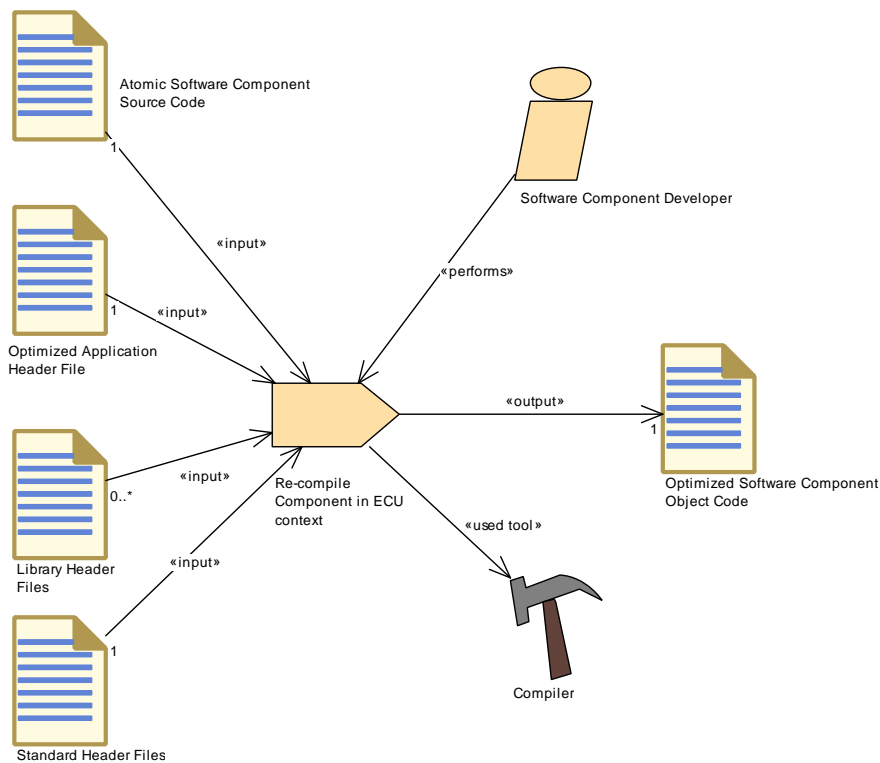 Atomic Software Component
Source Code
1
«input»
Software Component Developer
«performs»
1
«input»
Optimized Application
Header File
«output»
1
Optimized Software Component
Object Code
0..*
«input»
Re-compile
Component in ECU
context
«used tool»
Library Header
Files
«input»
1
Compiler
Standard Header Files